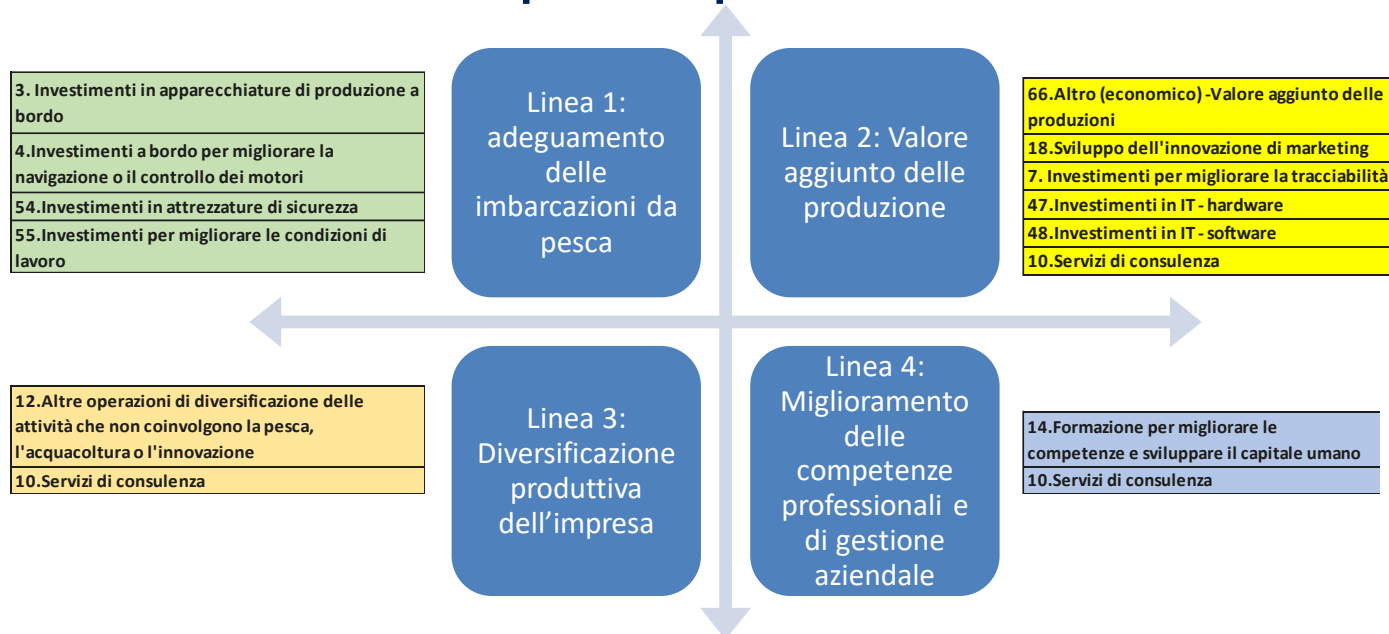 3. Investimenti in apparecchiature di produzione a
bordo
4.Investimenti a bordo per migliorare la
navigazione o il controllo dei motori
54.Investimenti in attrezzature di sicurezza
55.Investimenti per migliorare le condizioni di
lavoro
Linea 1:
adeguamento
delle
imbarcazioni da
pesca
Linea 2: Valore
aggiunto delle
produzione
66.Altro (economico) -Valore aggiunto delle
produzioni
18.Sviluppo dell'innovazione di marketing
7. Investimenti per migliorare la tracciabilità
47.Investimenti in IT - hardware
48.Investimenti in IT - software
10.Servizi di consulenza
12.Altre operazioni di diversificazione delle
attività che non coinvolgono la pesca,
l'acquacoltura o l'innovazione
10.Servizi di consulenza
Linea 3:
Diversificazione
produttiva
dell’impresa
Linea 4:
Miglioramento
delle
competenze
professionali e
di gestione
aziendale
14.Formazione per migliorare le
competenze e sviluppare il capitale umano
10.Servizi di consulenza